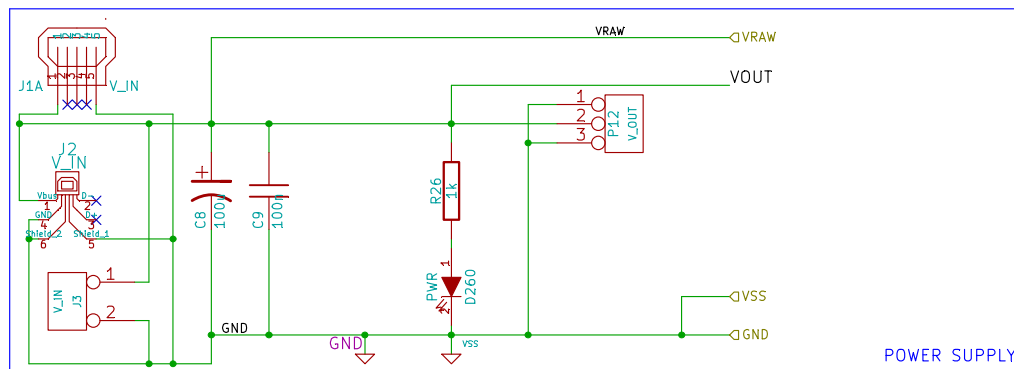 VRAW
VRAW
VOUT
J1A
V_IN
1
2
3
4
5
1
2
3
P12
V_OUT
J2
V_IN
Vbus
1
D-
2
GND
4
D+
3
Shield_2
6
Shield_1
5
+
C8
100u
C9
100n
R26
1k
1
PWR
D260
2
V_IN
J3
1
2
GND
GND
VSS
VSS
GND
POWER SUPPLY